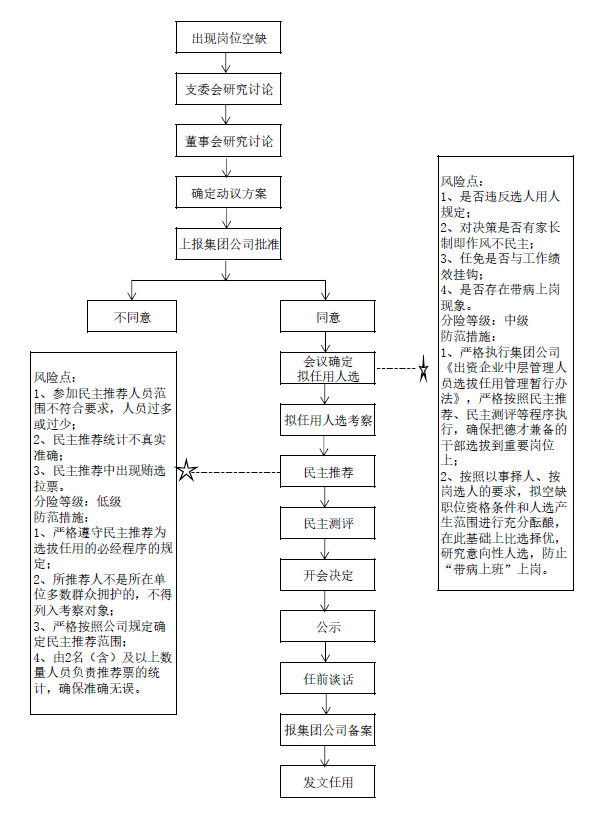 出现岗位空缺
支委会研究讨论
董事会研究讨论
确定动议方案
上报集团公司批准
不同意
同意
会议确定
拟任用人选
拟任用人选考察
民主推荐
民主测评
开会决定
公示
任前谈话
报集团公司备案
发文任用
风险点：
1、参加民主推荐人员范
围不符合要求，人员过多
或过少；
2、民主推荐统计不真实
准确；
3、民主推荐中出现贿选
拉票。
分险等级：低级
防范措施：
1、严格遵守民主推荐为
选拔任用的必经程序的规
定；
2、所推荐人不是所在单
位多数群众拥护的，不得
列入考察对象；
3、严格按照公司规定确
定民主推荐范围；
4、由2名（含）及以上数
量人员负责推荐票的统
计，确保准确无误。
风险点：
1、是否违反选人用人
规定；
2、对决策是否有家长
制即作风不民主；
3、任免是否与工作绩
效挂钩；
4、是否存在带病上岗
现象。
分险等级：中级
防范措施：
1、严格执行集团公司
《出资企业中层管理人
员选拔任用管理暂行办
法》，严格按照民主推
荐、民主测评等程序执
行，确保把德才兼备的
干部选拔到重要岗位
上；
2、按照以事择人、按
岗选人的要求，拟空缺
职位资格条件和人选产
生范围进行充分酝酿，
在此基础上比选择优，
研究意向性人选，防止
“带病上班”上岗。